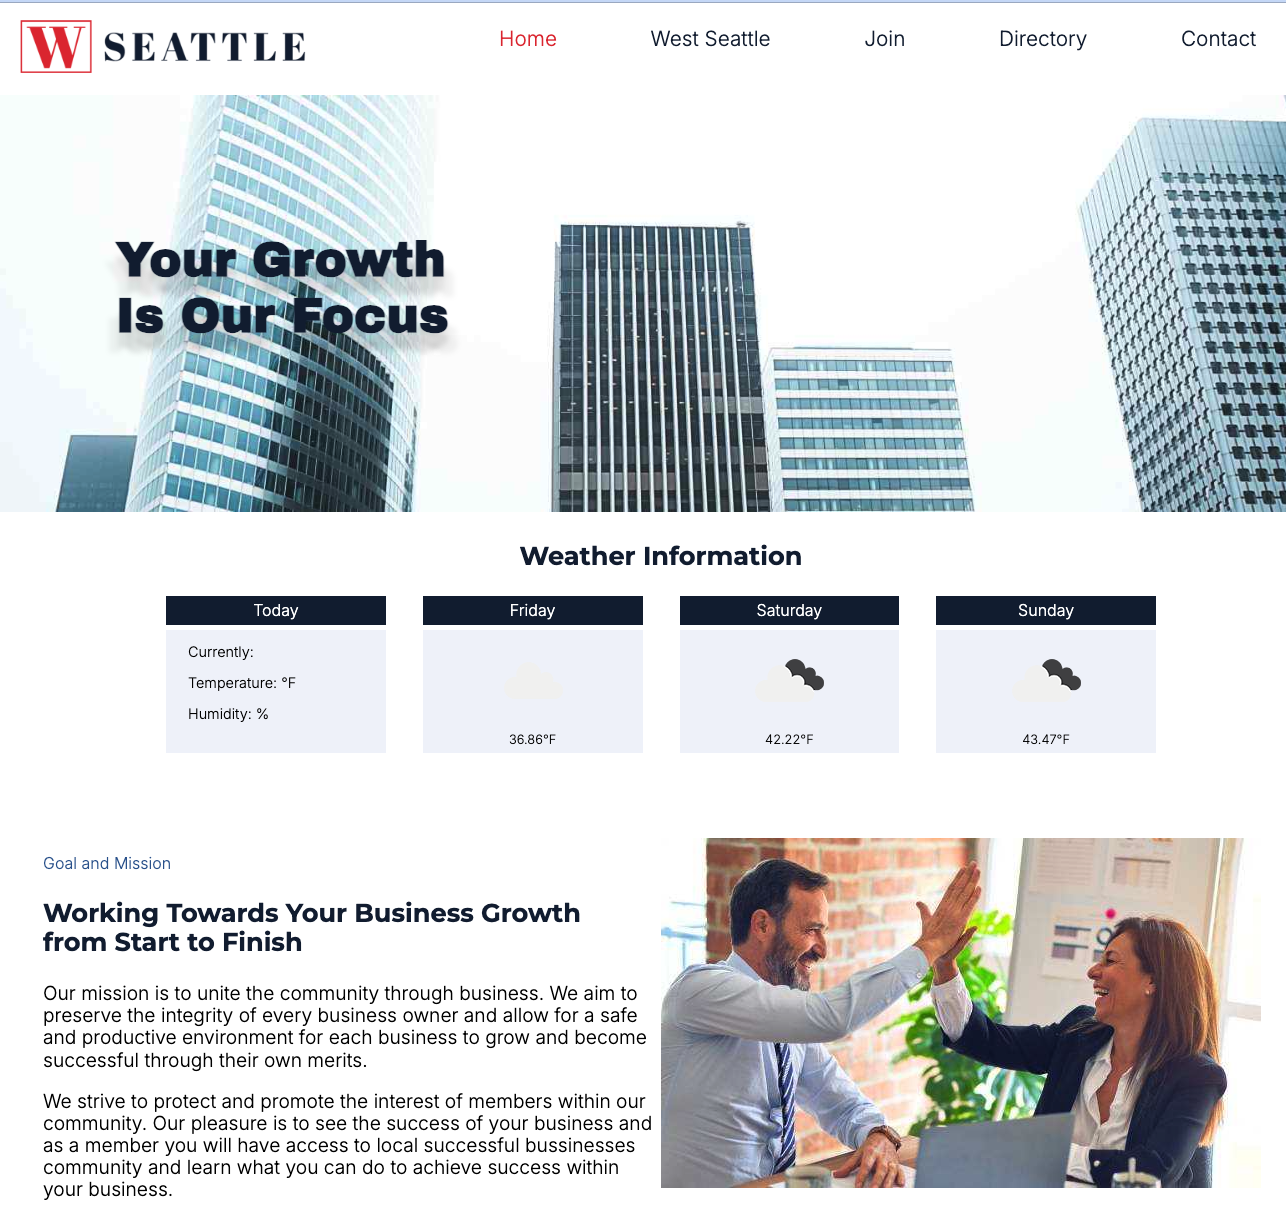 W SEATTLE
Home West Seattle Join Directory Contact
Your Growth
Is Our Focus
Weather Information
Today Friday Saturday Sunday
Currently:
Temperature: °F
Humidity: %
36.86°F 42.22°F 43.47°F
Goal and Mission
Working Towards Your Business Growth
from Start to Finish
Our mission is to unite the community through business. We aim to
preserve the integrity of every business owner and allow for a safe
and productive environment for each business to grow and become
successful through their own merits.
We strive to protect and promote the interest of members within our
community. Our pleasure is to see the success of your business and
as a member you will have access to local successful bussinesses
community and learn what you can do to achieve success within
your business.